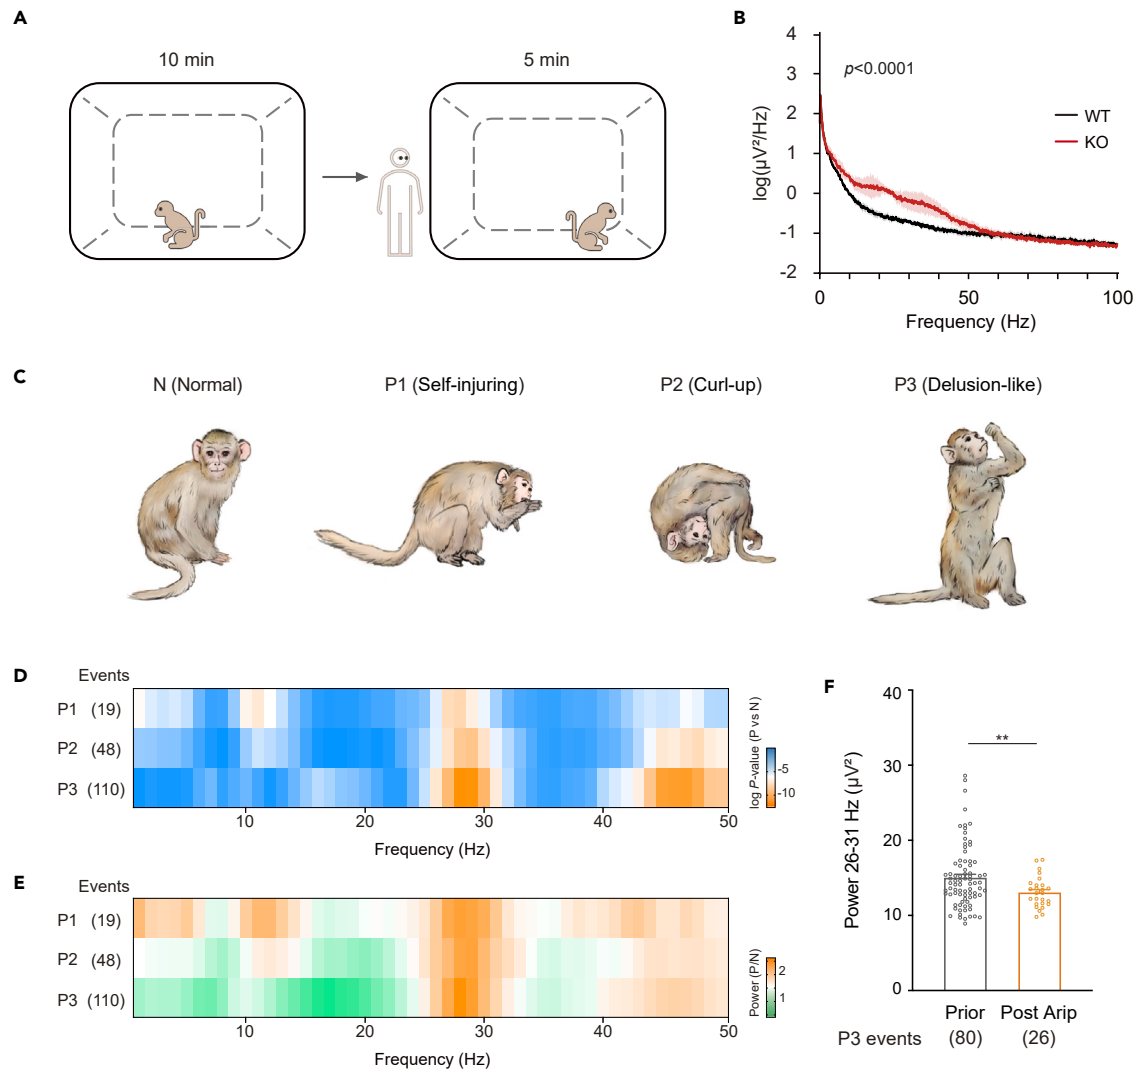 A
10 min
5 min
B
4
3
2
1
0
-1
-2
log(μV²/Hz)
p<0.0001
WT
KO
0
50
100
Frequency (Hz)
C
N (Normal)
P1 (Self-injuring)
P2 (Curl-up)
P3 (Delusion-like)
D
Events
P1 (19)
P2 (48)
P3 (110)
10
20
30
40
50
Frequency (Hz)
log P-value (P vs N)
-5
-10
E
Events
P1 (19)
P2 (48)
P3 (110)
10
20
30
40
50
Frequency (Hz)
Power (P/N)
2
1
F
40
30
20
10
0
Power 26-31 Hz (μV²)
**
Prior
Post Arip
P3 events
(80)
(26)